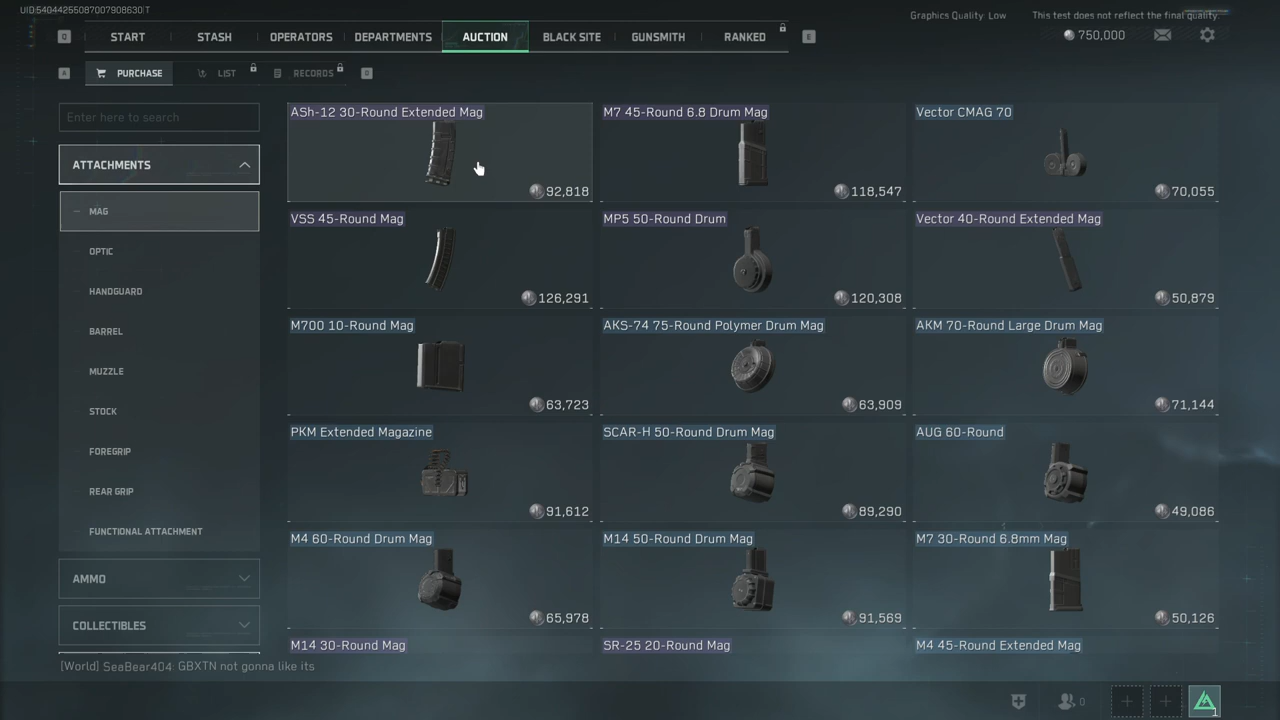 UID:54044255087007908630|T
Graphics Quality: Low
This test does not reflect the final quality.
Q
START
STASH
OPERATORS
DEPARTMENTS
AUCTION
BLACK SITE
GUNSMITH
RANKED
E
750,000
A
PURCHASE
LIST
RECORDS
D
Enter here to search
ATTACHMENTS
MAG
OPTIC
HANDGUARD
BARREL
MUZZLE
STOCK
FOREGRIP
REAR GRIP
FUNCTIONAL ATTACHMENT
AMMO
COLLECTIBLES
ASh-12 30-Round Extended Mag
92,818
M7 45-Round 6.8 Drum Mag
118,547
Vector CMAG 70
70,055
VSS 45-Round Mag
126,291
MP5 50-Round Drum
120,308
Vector 40-Round Extended Mag
50,879
M700 10-Round Mag
63,723
AKS-74 75-Round Polymer Drum Mag
63,909
AKM 70-Round Large Drum Mag
71,144
PKM Extended Magazine
91,612
SCAR-H 50-Round Drum Mag
89,290
AUG 60-Round
49,086
M4 60-Round Drum Mag
65,978
M14 50-Round Drum Mag
91,569
M7 30-Round 6.8mm Mag
50,126
M14 30-Round Mag
SR-25 20-Round Mag
M4 45-Round Extended Mag
[World] SeaBear404: GBXTN not gonna like its
0
1